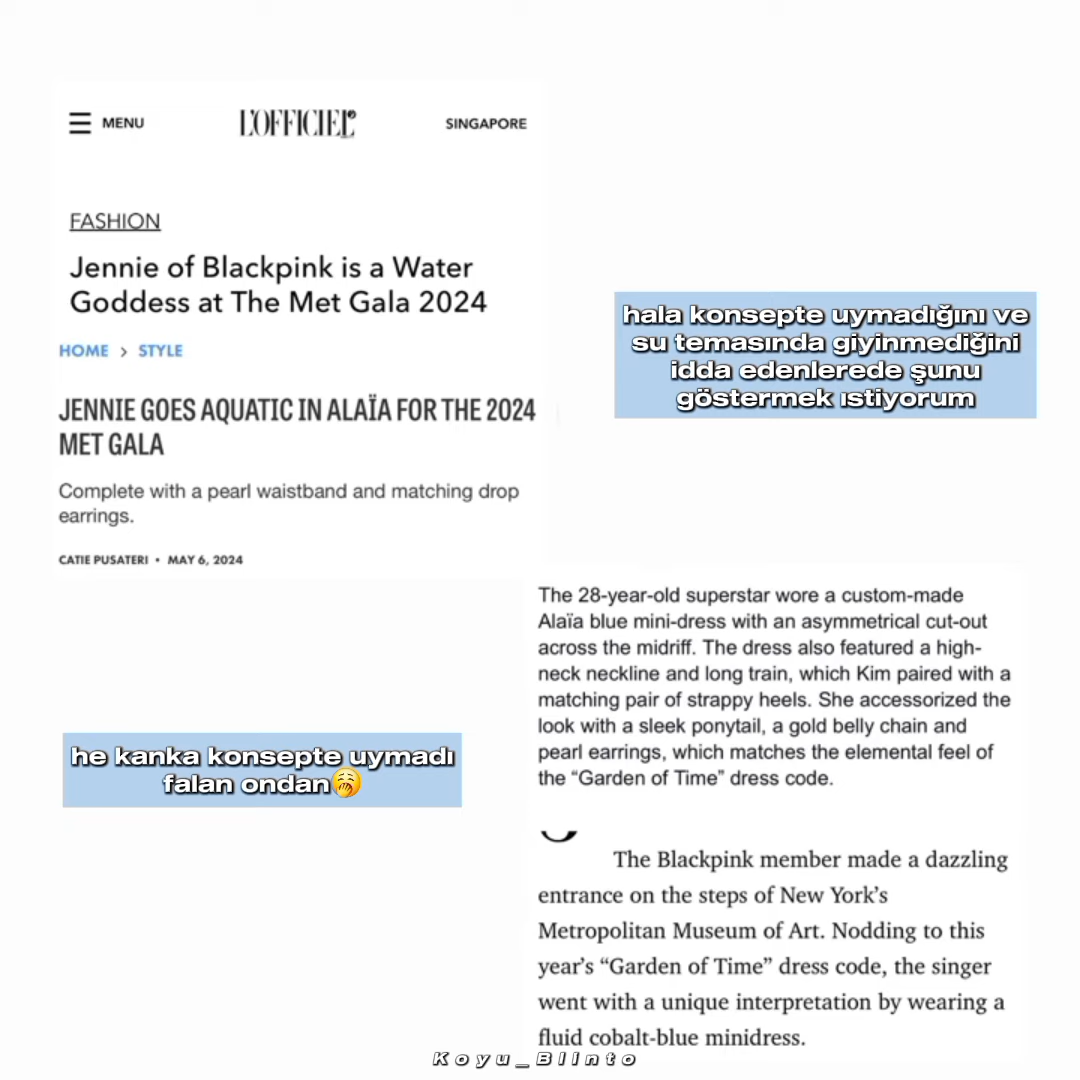 MENU
L'OFFICIEL
SINGAPORE
FASHION
Jennie of Blackpink is a Water
Goddess at The Met Gala 2024
HOME > STYLE
JENNIE GOES AQUATIC IN ALAÏA FOR THE 2024
MET GALA
Complete with a pearl waistband and matching drop
earrings.
CATIE PUSATERI • MAY 6, 2024
hala konsepte uymadığını ve
su temasında giyinmediğini
idda edenlerede şunu
göstermek ıstiyorum
The 28-year-old superstar wore a custom-made
Alaïa blue mini-dress with an asymmetrical cut-out
across the midriff. The dress also featured a high-
neck neckline and long train, which Kim paired with a
matching pair of strappy heels. She accessorized the
look with a sleek ponytail, a gold belly chain and
pearl earrings, which matches the elemental feel of
the “Garden of Time” dress code.
he kanka konsepte uymadı
falan ondan🥱
The Blackpink member made a dazzling
entrance on the steps of New York’s
Metropolitan Museum of Art. Nodding to this
year’s “Garden of Time” dress code, the singer
went with a unique interpretation by wearing a
fluid cobalt-blue minidress.
Koyu_Blinto